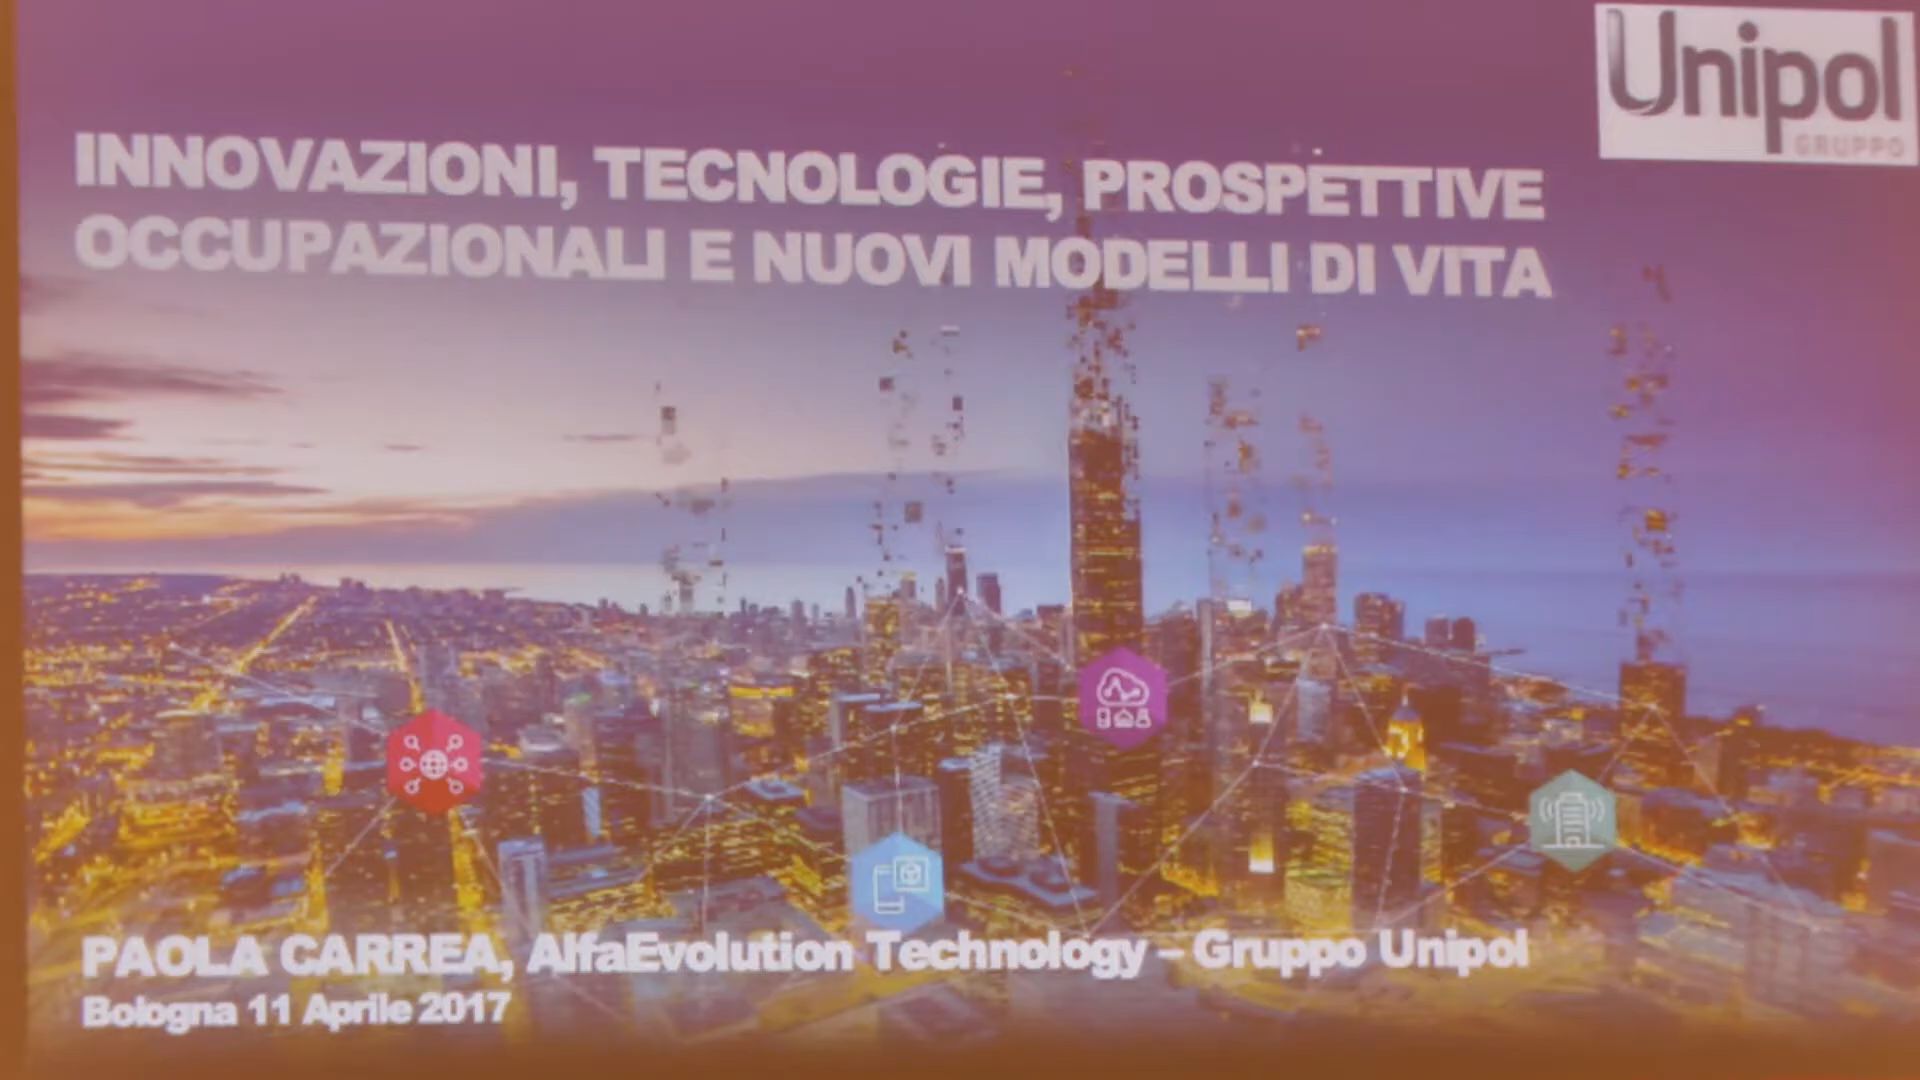 Unipol
GRUPPO
INNOVAZIONI, TECNOLOGIE, PROSPETTIVE
OCCUPAZIONALI E NUOVI MODELLI DI VITA
PAOLA CARREA, AlfaEvolution Technology – Gruppo Unipol
Bologna 11 Aprile 2017